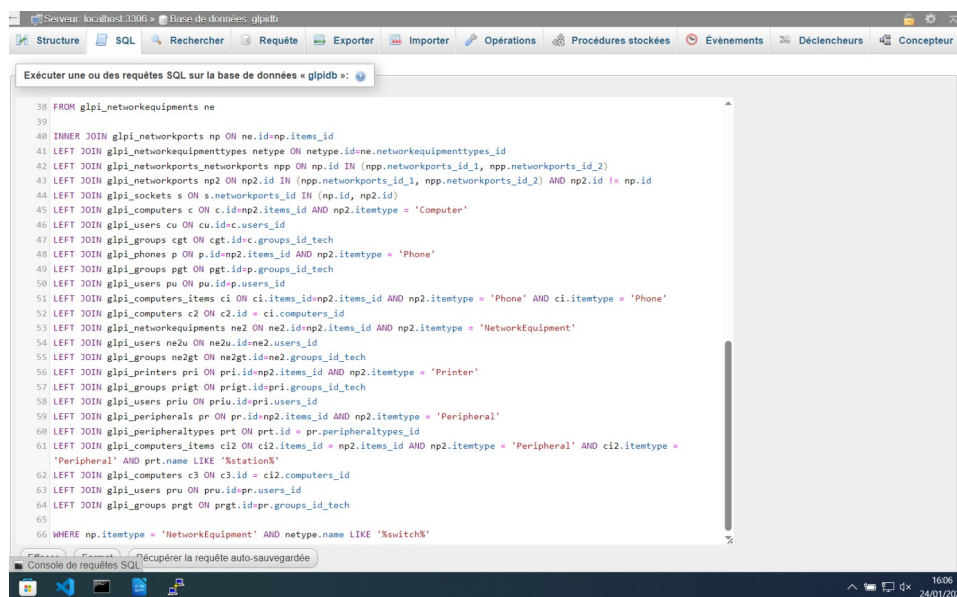 Serveur: localhost:3306 » Base de données: glpidb
Structure SQL Rechercher Requête Exporter Importer Opérations Procédures stockées Évènements Déclencheurs Concepteur
Exécuter une ou des requêtes SQL sur la base de données « glpidb »:
38 FROM glpi_networkequipments ne
39
40 INNER JOIN glpi_networkports np ON ne.id=np.items_id
41 LEFT JOIN glpi_networkequipmenttypes netype ON netype.id=ne.networkequipmenttypes_id
42 LEFT JOIN glpi_networkports_networkports npp ON np.id IN (npp.networkports_id_1, npp.networkports_id_2)
43 LEFT JOIN glpi_networkports np2 ON np2.id IN (npp.networkports_id_1, npp.networkports_id_2) AND np2.id != np.id
44 LEFT JOIN glpi_sockets s ON s.networkports_id IN (np.id, np2.id)
45 LEFT JOIN glpi_computers c ON c.id=np2.items_id AND np2.itemtype = 'Computer'
46 LEFT JOIN glpi_users cu ON cu.id=c.users_id
47 LEFT JOIN glpi_groups cgt ON cgt.id=c.groups_id_tech
48 LEFT JOIN glpi_phones p ON p.id=np2.items_id AND np2.itemtype = 'Phone'
49 LEFT JOIN glpi_groups pgt ON pgt.id=p.groups_id_tech
50 LEFT JOIN glpi_users pu ON pu.id=p.users_id
51 LEFT JOIN glpi_computers_items ci ON ci.items_id=np2.items_id AND np2.itemtype = 'Phone' AND ci.itemtype = 'Phone'
52 LEFT JOIN glpi_computers c2 ON c2.id = ci.computers_id
53 LEFT JOIN glpi_networkequipments ne2 ON ne2.id=np2.items_id AND np2.itemtype = 'NetworkEquipment'
54 LEFT JOIN glpi_users ne2u ON ne2u.id=ne2.users_id
55 LEFT JOIN glpi_groups ne2gt ON ne2gt.id=ne2.groups_id_tech
56 LEFT JOIN glpi_printers pri ON pri.id=np2.items_id AND np2.itemtype = 'Printer'
57 LEFT JOIN glpi_groups prigt ON prigt.id=pri.groups_id_tech
58 LEFT JOIN glpi_users priu ON priu.id=pri.users_id
59 LEFT JOIN glpi_peripherals pr ON pr.id=np2.items_id AND np2.itemtype = 'Peripheral'
60 LEFT JOIN glpi_peripheraltypes prt ON prt.id = pr.peripheraltypes_id
61 LEFT JOIN glpi_computers_items ci2 ON ci2.items_id = np2.items_id AND np2.itemtype = 'Peripheral' AND ci2.itemtype =
'Peripheral' AND prt.name LIKE '%station%'
62 LEFT JOIN glpi_computers c3 ON c3.id = ci2.computers_id
63 LEFT JOIN glpi_users pru ON pru.id=pr.users_id
64 LEFT JOIN glpi_groups prgt ON prgt.id=pr.groups_id_tech
65
66 WHERE np.itemtype = 'NetworkEquipment' AND netype.name LIKE '%switch%'
Récupérer la requête auto-sauvegardée
Console de requêtes SQL
16:06